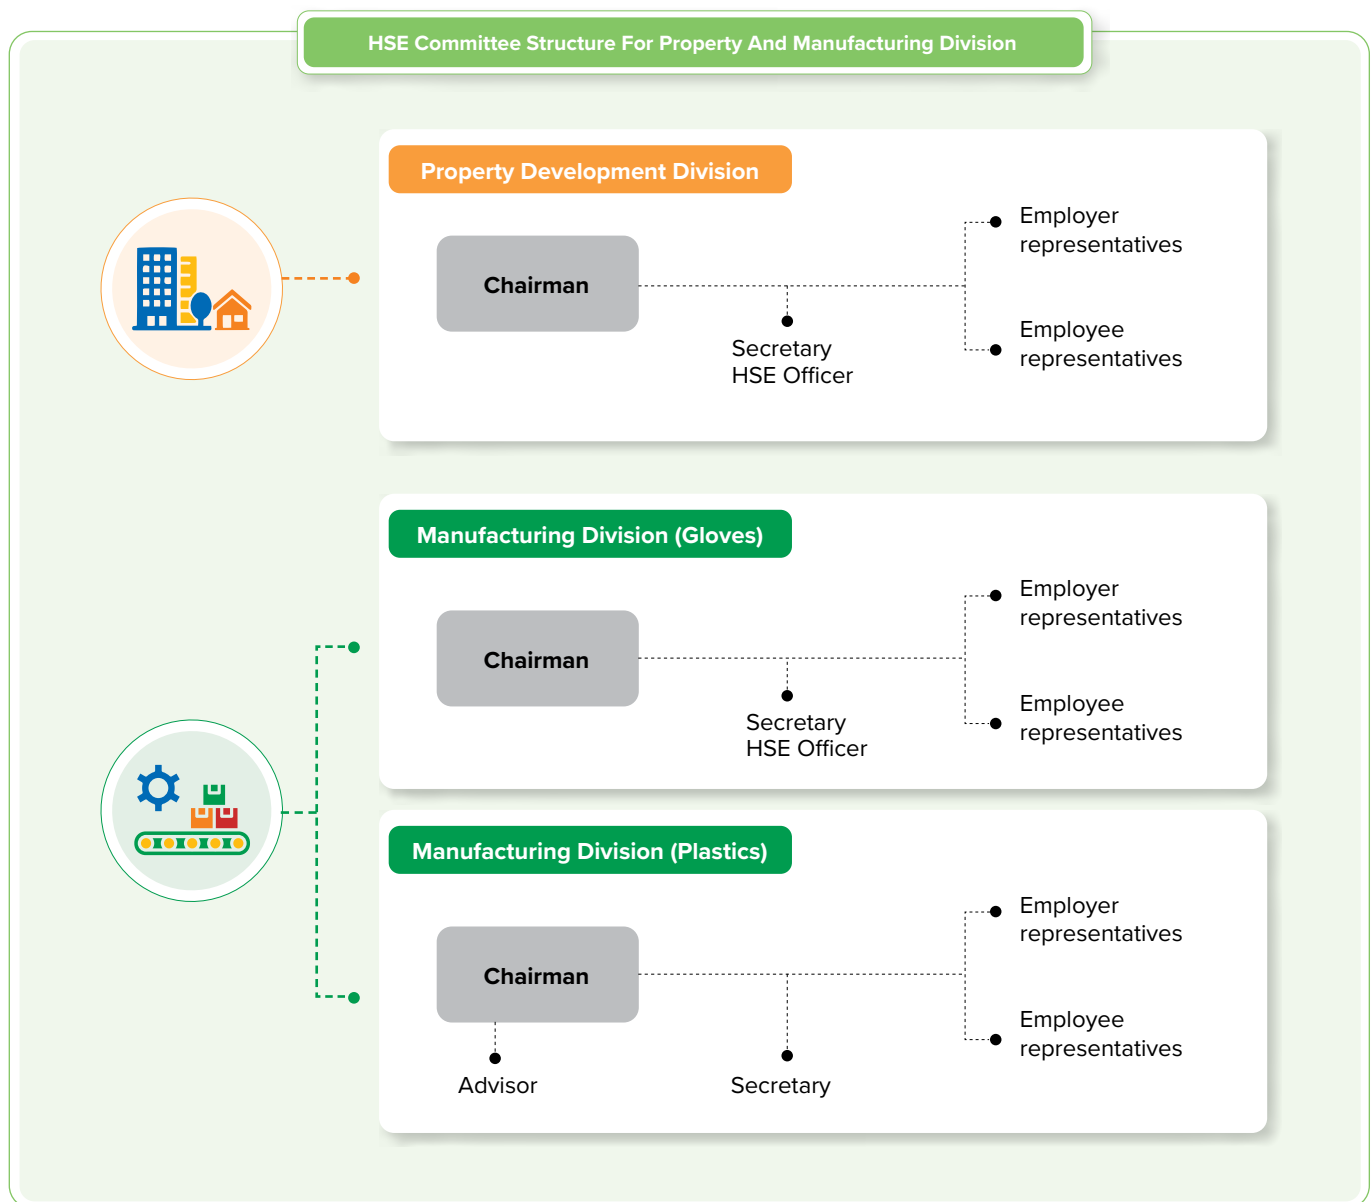 HSE Committee Structure For Property And Manufacturing Division
Property Development Division
Chairman
Secretary
HSE Officer
Employer
representatives
Employee
representatives
Manufacturing Division (Gloves)
Chairman
Secretary
HSE Officer
Employer
representatives
Employee
representatives
Manufacturing Division (Plastics)
Chairman
Advisor
Secretary
Employer
representatives
Employee
representatives